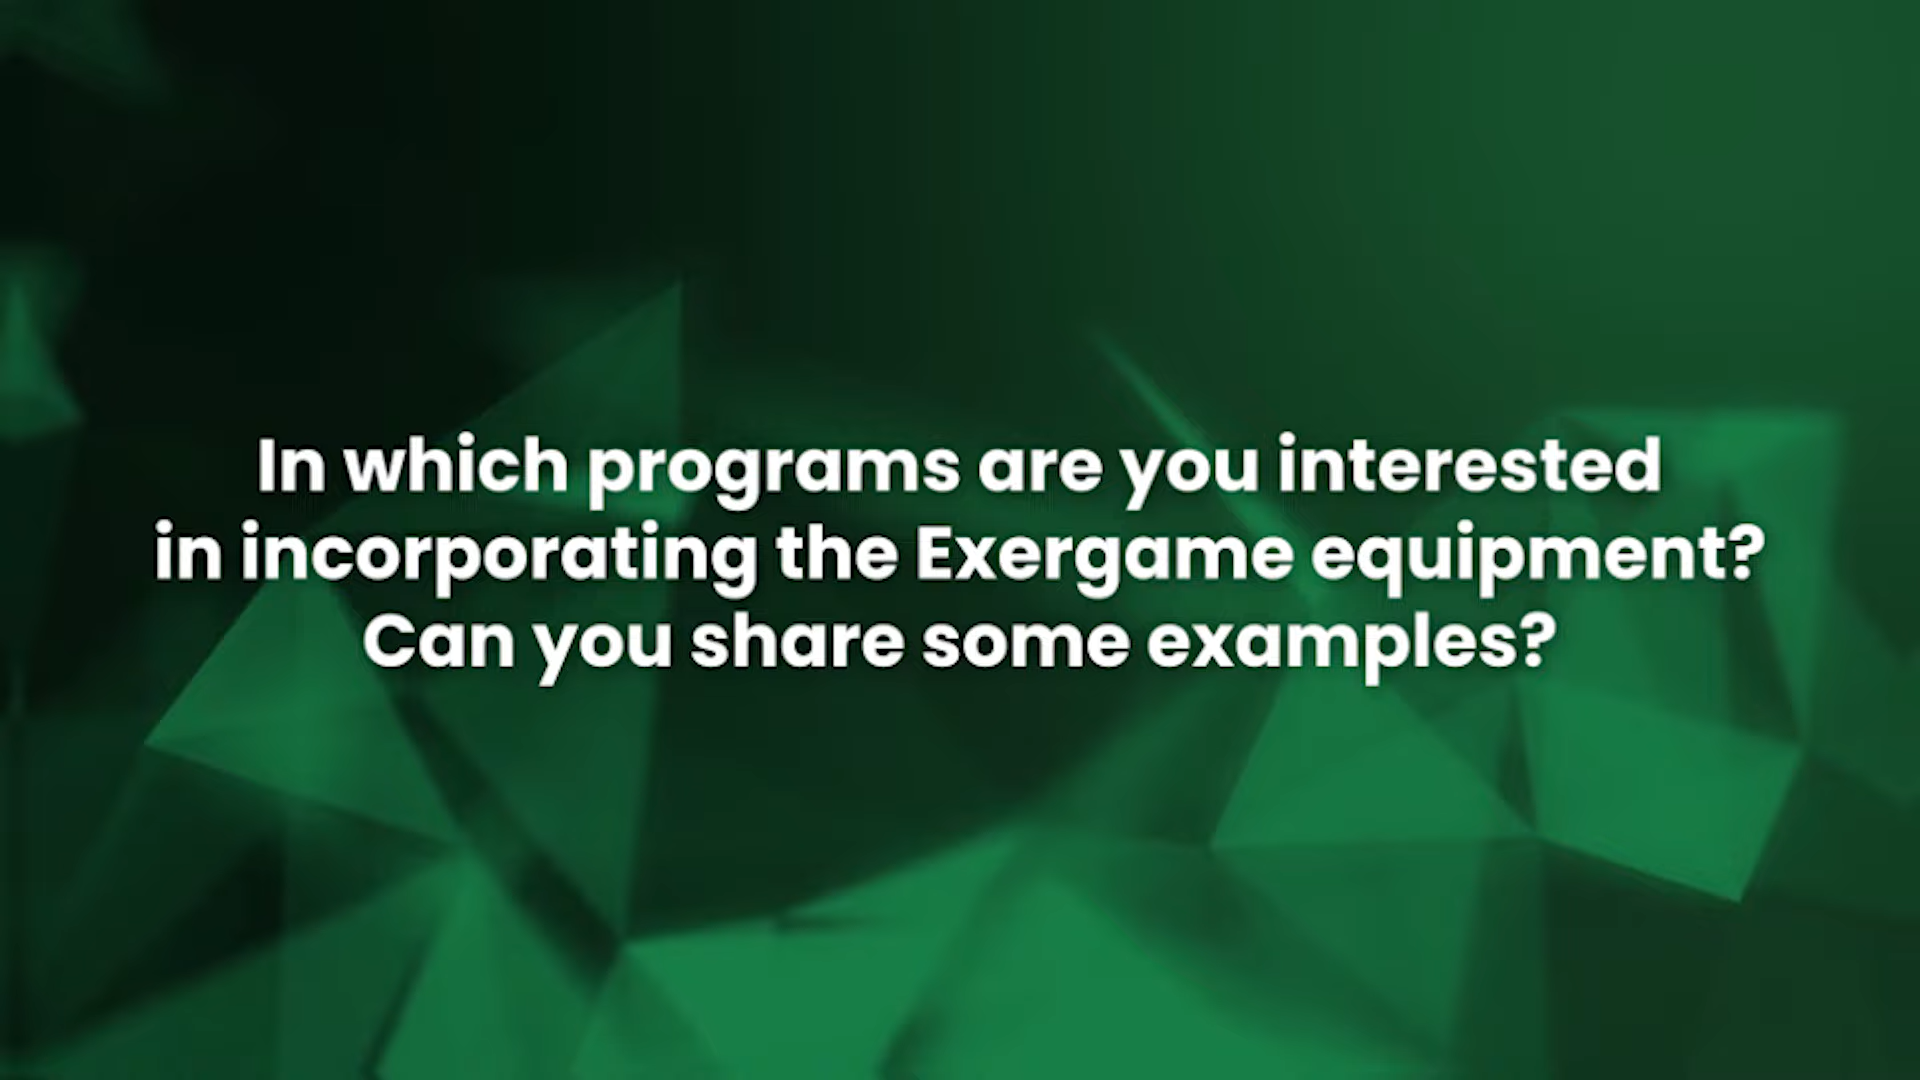 In which programs are you interested
in incorporating the Exergame equipment?
Can you share some examples?